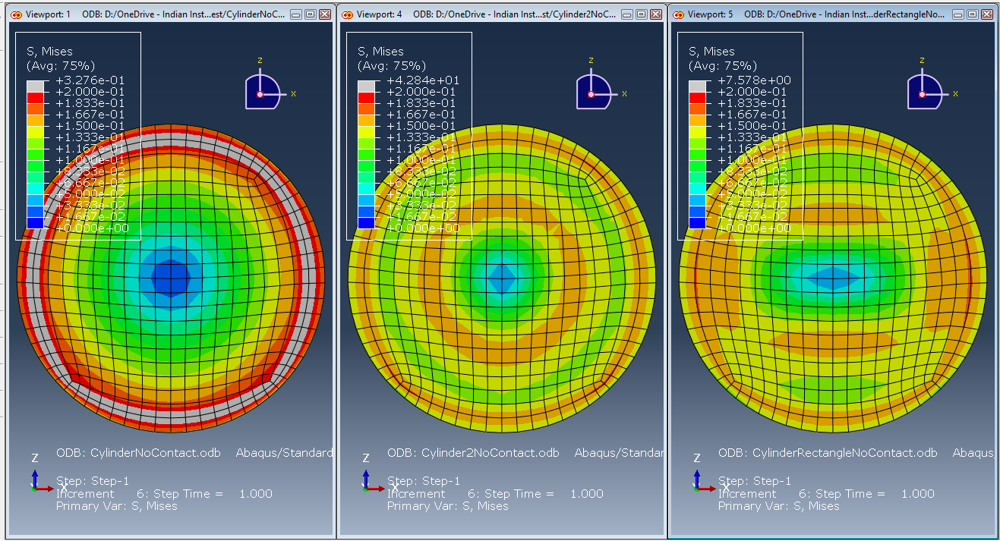 Viewport: 1 ODB: D:/OneDrive - Indian Inst...est/CylinderNoC...
S, Mises
(Avg: 75%)
+3.276e-01
+2.000e-01
+1.833e-01
+1.667e-01
+1.500e-01
+1.333e-01
+1.167e-01
+1.000e-01
+8.333e-02
+6.667e-02
+5.000e-02
+3.333e-02
+1.667e-02
+0.000e+00
Z
X
ODB: CylinderNoContact.odb Abaqus/Standard
Z
X
Y
Step: Step-1
Increment 6: Step Time = 1.000
Primary Var: S, Mises
Viewport: 4 ODB: D:/OneDrive - Indian Inst...st/Cylinder2NoC...
S, Mises
(Avg: 75%)
+4.284e+01
+2.000e-01
+1.833e-01
+1.667e-01
+1.500e-01
+1.333e-01
+1.167e-01
+1.000e-01
+8.333e-02
+6.667e-02
+5.000e-02
+3.333e-02
+1.667e-02
+0.000e+00
Z
X
ODB: Cylinder2NoContact.odb Abaqus/Standar
Z
X
Y
Step: Step-1
Increment 6: Step Time = 1.000
Primary Var: S, Mises
Viewport: 5 ODB: D:/OneDrive - Indian Inst...derRectangleNo...
S, Mises
(Avg: 75%)
+7.578e+00
+2.000e-01
+1.833e-01
+1.667e-01
+1.500e-01
+1.333e-01
+1.167e-01
+1.000e-01
+8.333e-02
+6.667e-02
+5.000e-02
+3.333e-02
+1.667e-02
+0.000e+00
Z
X
ODB: CylinderRectangleNoContact.odb Abaqus
Z
X
Y
Step: Step-1
Increment 6: Step Time = 1.000
Primary Var: S, Mises